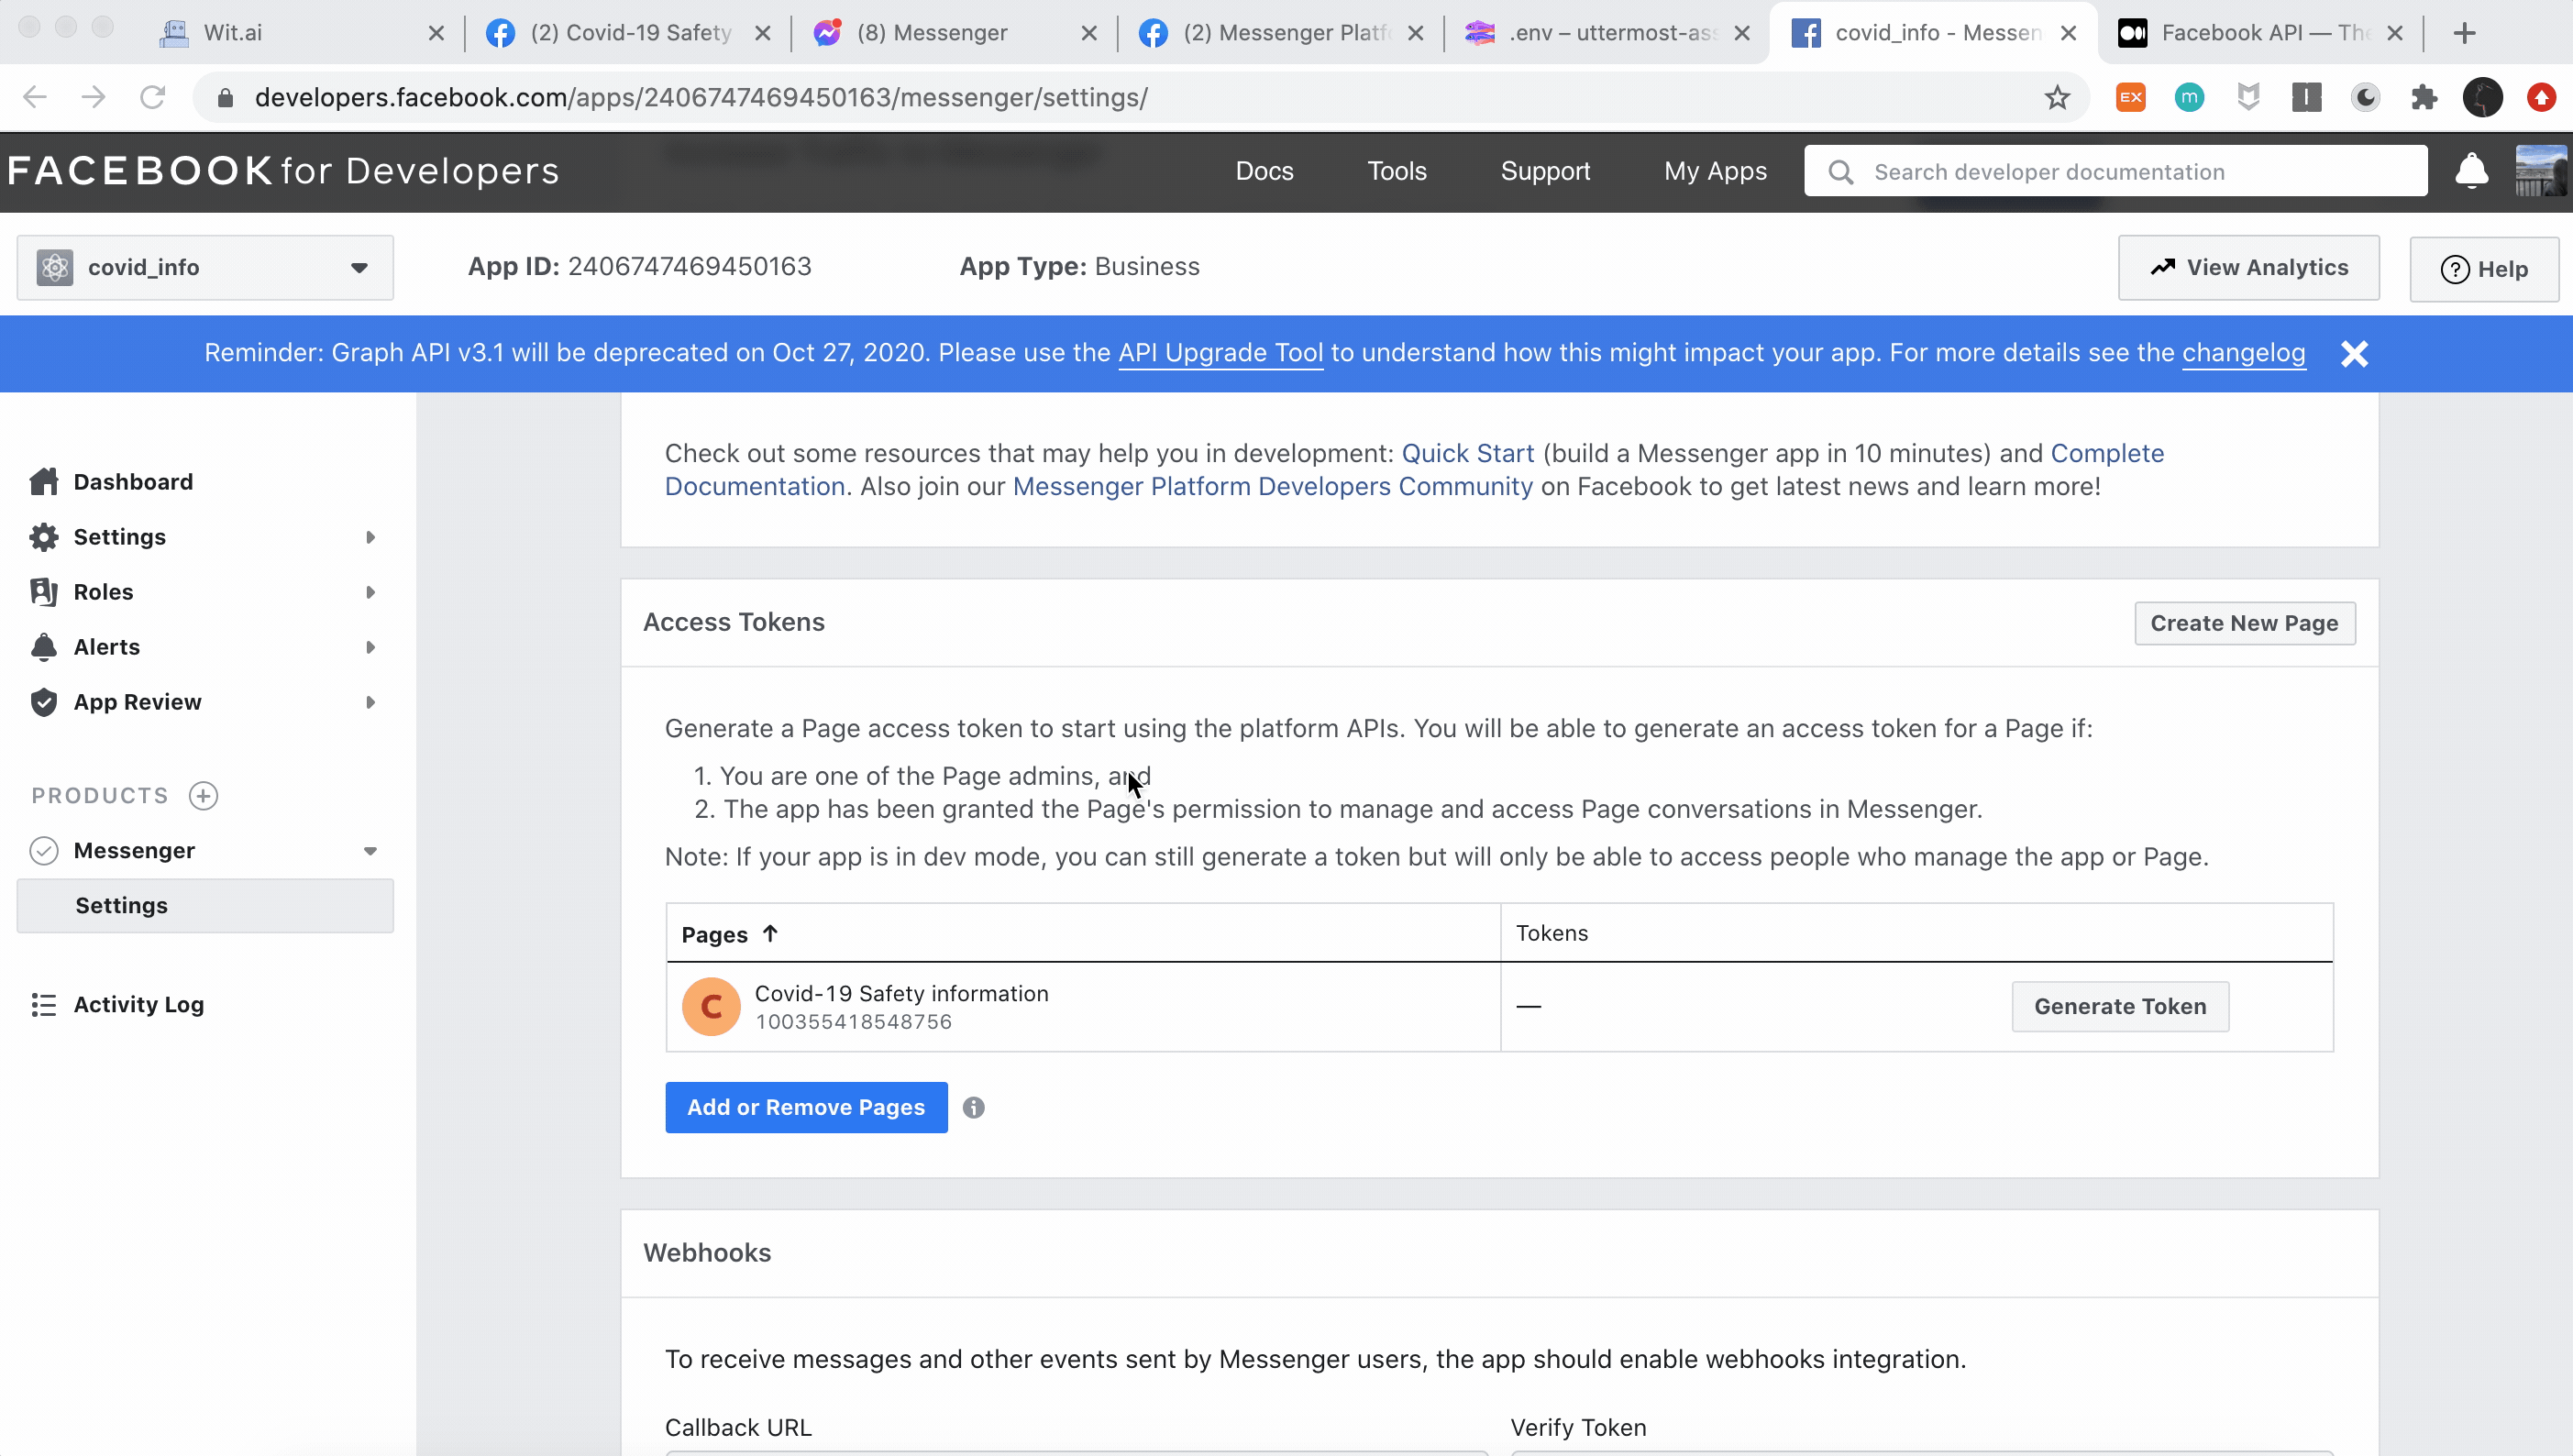 Wit.ai
(2) Covid-19 Safety
(8) Messenger
(2) Messenger Platf
.env – uttermost-as
covid_info - Messen
Facebook API — The
developers.facebook.com/apps/2406747469450163/messenger/settings/
FACEBOOK for Developers
Docs
Tools
Support
My Apps
Search developer documentation
covid_info
App ID: 2406747469450163
App Type: Business
View Analytics
Help
Reminder: Graph API v3.1 will be deprecated on Oct 27, 2020. Please use the API Upgrade Tool to understand how this might impact your app. For more details see the changelog
Dashboard
Settings
Roles
Alerts
App Review
PRODUCTS
Messenger
Settings
Activity Log
Check out some resources that may help you in development: Quick Start (build a Messenger app in 10 minutes) and Complete
Documentation. Also join our Messenger Platform Developers Community on Facebook to get latest news and learn more!
Access Tokens
Create New Page
Generate a Page access token to start using the platform APIs. You will be able to generate an access token for a Page if:
1. You are one of the Page admins, and
2. The app has been granted the Page's permission to manage and access Page conversations in Messenger.
Note: If your app is in dev mode, you can still generate a token but will only be able to access people who manage the app or Page.
Pages
Tokens
C
Covid-19 Safety information
100355418548756
—
Generate Token
Add or Remove Pages
Webhooks
To receive messages and other events sent by Messenger users, the app should enable webhooks integration.
Callback URL
Verify Token